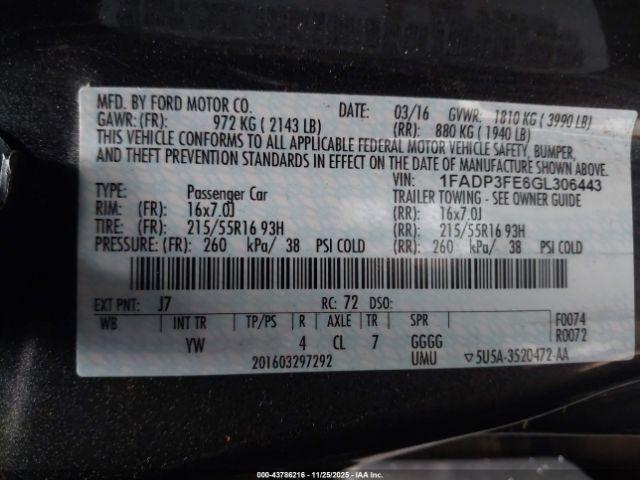 MFD. BY FORD MOTOR CO. DATE: 03/16 GVWR: 1810 KG ( 3990 LB)
GAWR: (FR): 972 KG ( 2143 LB) (RR): 880 KG ( 1940 LB)
THIS VEHICLE CONFORMS TO ALL APPLICABLE FEDERAL MOTOR VEHICLE SAFETY, BUMPER,
AND THEFT PREVENTION STANDARDS IN EFFECT ON THE DATE OF MANUFACTURE SHOWN ABOVE.
VIN: 1FADP3FE6GL306443
TYPE: Passenger Car TRAILER TOWING - SEE OWNER GUIDE
RIM: (FR): 16x7.0J (RR): 16x7.0J
TIRE: (FR): 215/55R16 93H (RR): 215/55R16 93H
PRESSURE: (FR): 260 kPa/ 38 PSI COLD (RR): 260 kPa/ 38 PSI COLD
EXT PNT: J7 RC: 72 DSO:
WB INT TR TP/PS R AXLE TR SPR F0074
YW 4 CL 7 GGGG R0072
201603297292 UMU ▽5U5A-3520472-AA
000-43786216 - 11/25/2025 - IAA Inc.